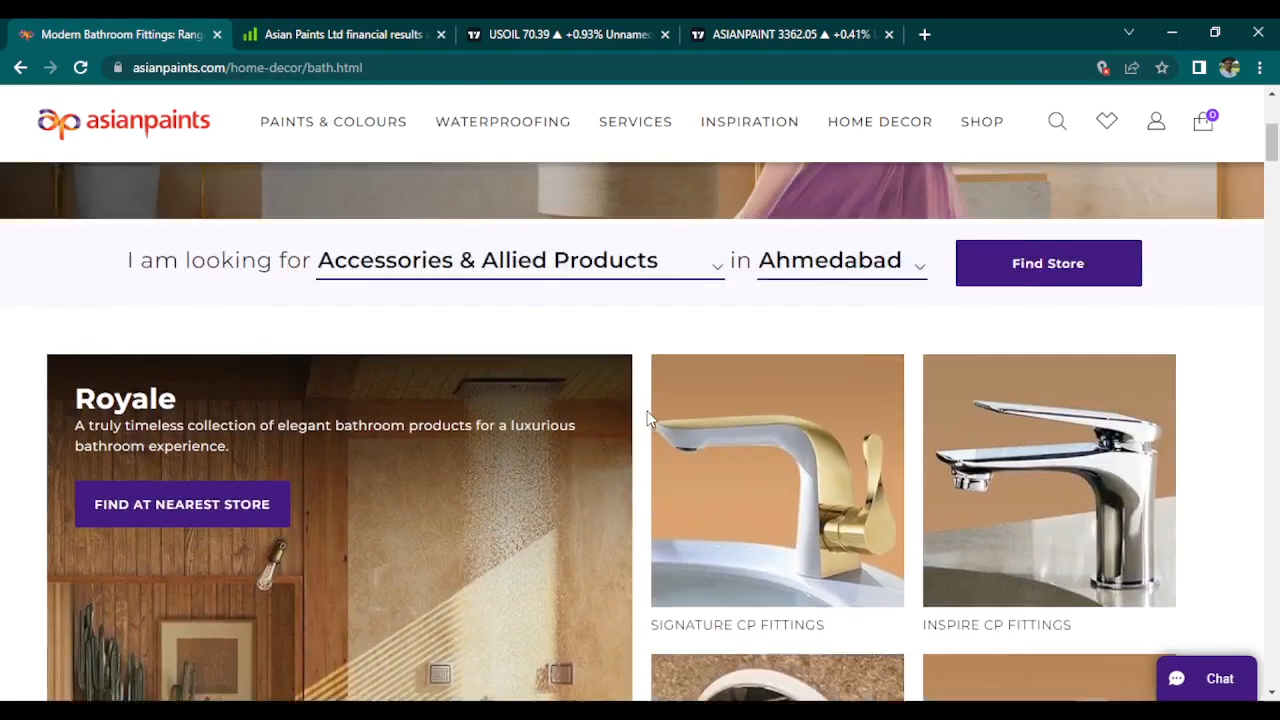 Modern Bathroom Fittings: Rang
Asian Paints Ltd financial results
USOIL 70.39 ▲ +0.93% Unname
ASIANPAINT 3362.05 ▲ +0.41%
asianpaints.com/home-decor/bath.html
ap asianpaints
PAINTS & COLOURS
WATERPROOFING
SERVICES
INSPIRATION
HOME DECOR
SHOP
0
I am looking for Accessories & Allied Products in Ahmedabad
Find Store
Royale
A truly timeless collection of elegant bathroom products for a luxurious
bathroom experience.
FIND AT NEAREST STORE
SIGNATURE CP FITTINGS
INSPIRE CP FITTINGS
Chat